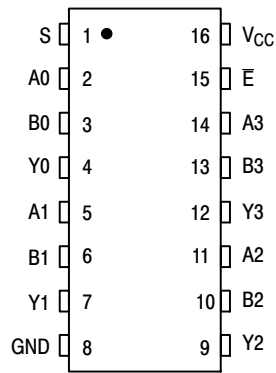 S 1 16 VCC
A0 2 15 E̅
B0 3 14 A3
Y0 4 13 B3
A1 5 12 Y3
B1 6 11 A2
Y1 7 10 B2
GND 8 9 Y2